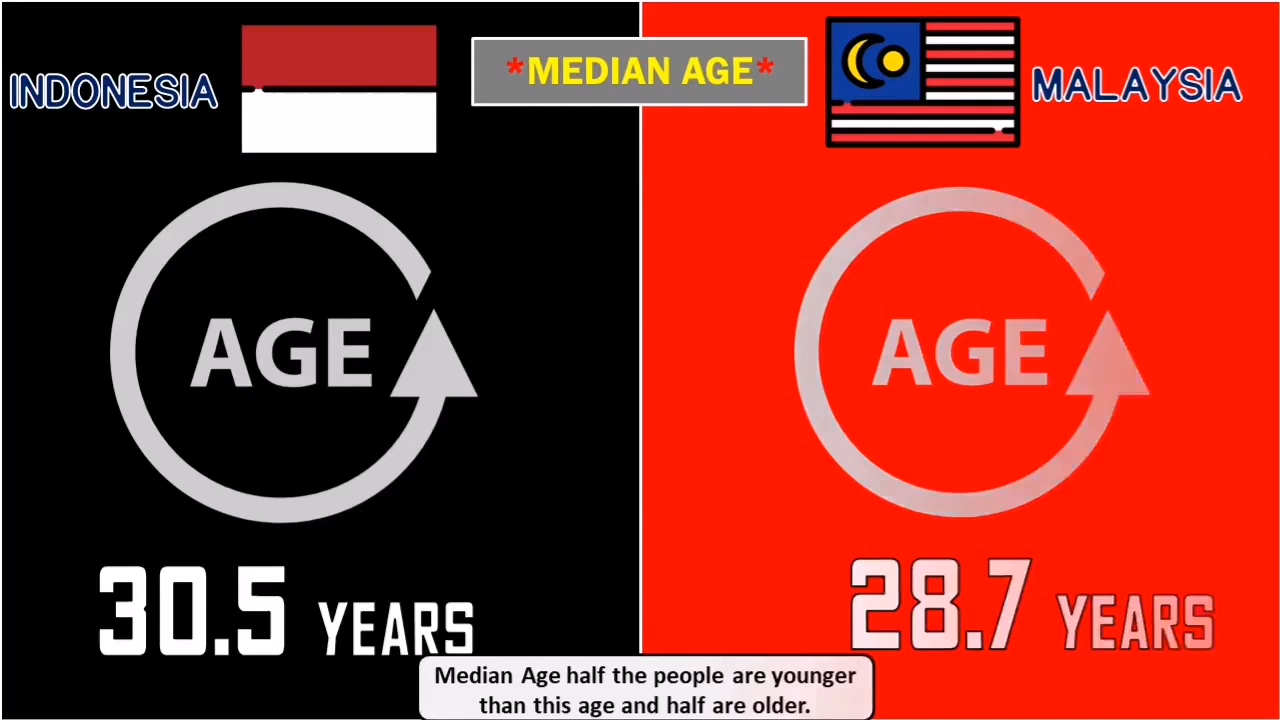 INDONESIA
*MEDIAN AGE*
MALAYSIA
AGE
AGE
30.5 YEARS
28.7 YEARS
Median Age half the people are younger
than this age and half are older.